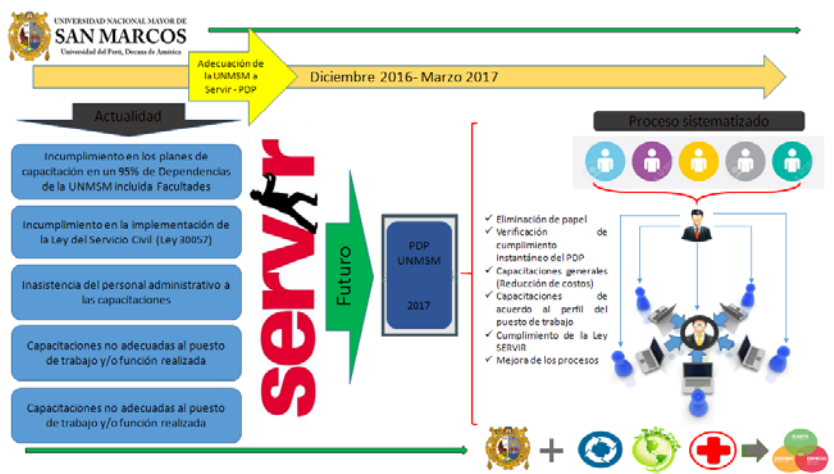 UNIVERSIDAD NACIONAL MAYOR DE
SAN MARCOS
Universidad del Perú, Decana de América
Adecuación de
la UNMSM a
Servir - PDP
Diciembre 2016- Marzo 2017
Actualidad
Incumplimiento en los planes de
capacitación en un 95% de Dependencias
de la UNMSM incluida Facultades
Incumplimiento en la implementación de
la Ley del Servicio Civil (Ley 30057)
Inasistencia del personal administrativo a
las capacitaciones
Capacitaciones no adecuadas al puesto
de trabajo y/o función realizada
Capacitaciones no adecuadas al puesto
de trabajo y/o función realizada
servir
Futuro
PDP
UNMSM
2017
Proceso sistematizado
✓ Eliminación de papel
✓ Verificación de
cumplimiento
instantáneo del PDP
✓ Capacitaciones generales
(Reducción de costos)
✓ Capacitaciones de
acuerdo al perfil del
puesto de trabajo
✓ Cumplimiento de la Ley
SERVIR
✓ Mejora de los procesos